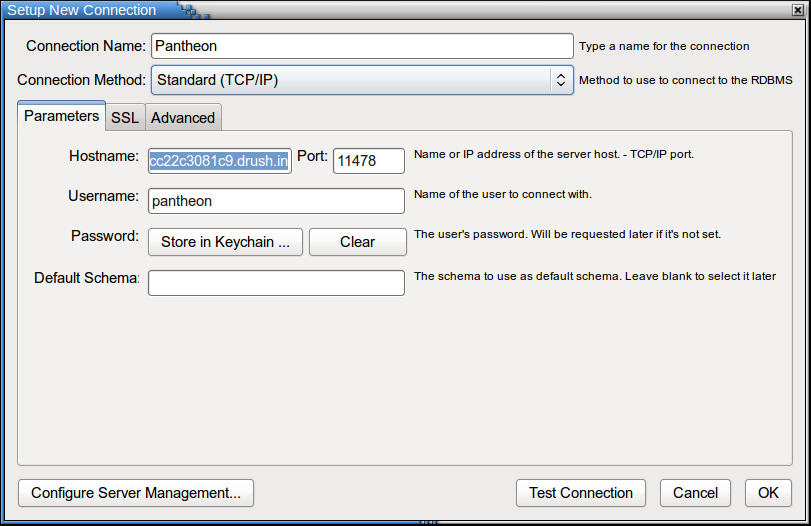 Setup New Connection
Connection Name: Pantheon Type a name for the connection
Connection Method: Standard (TCP/IP) Method to use to connect to the RDBMS
Parameters SSL Advanced
Hostname: cc22c3081c9.drush.in Port: 11478 Name or IP address of the server host. - TCP/IP port.
Username: pantheon Name of the user to connect with.
Password: Store in Keychain ... Clear The user's password. Will be requested later if it's not set.
Default Schema: The schema to use as default schema. Leave blank to select it later
Configure Server Management... Test Connection Cancel OK